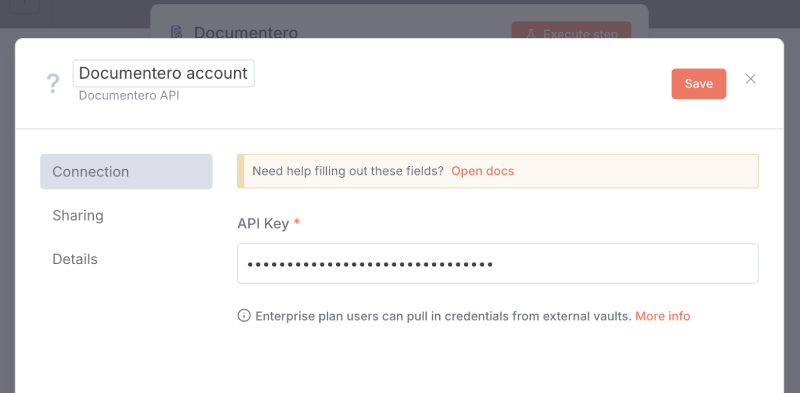 Documentero
Execute step
?
Documentero account
Documentero API
Save
Connection
Need help filling out these fields? Open docs
Sharing
API Key *
Details
•••••••••••••••••••••••••••••••
Enterprise plan users can pull in credentials from external vaults. More info